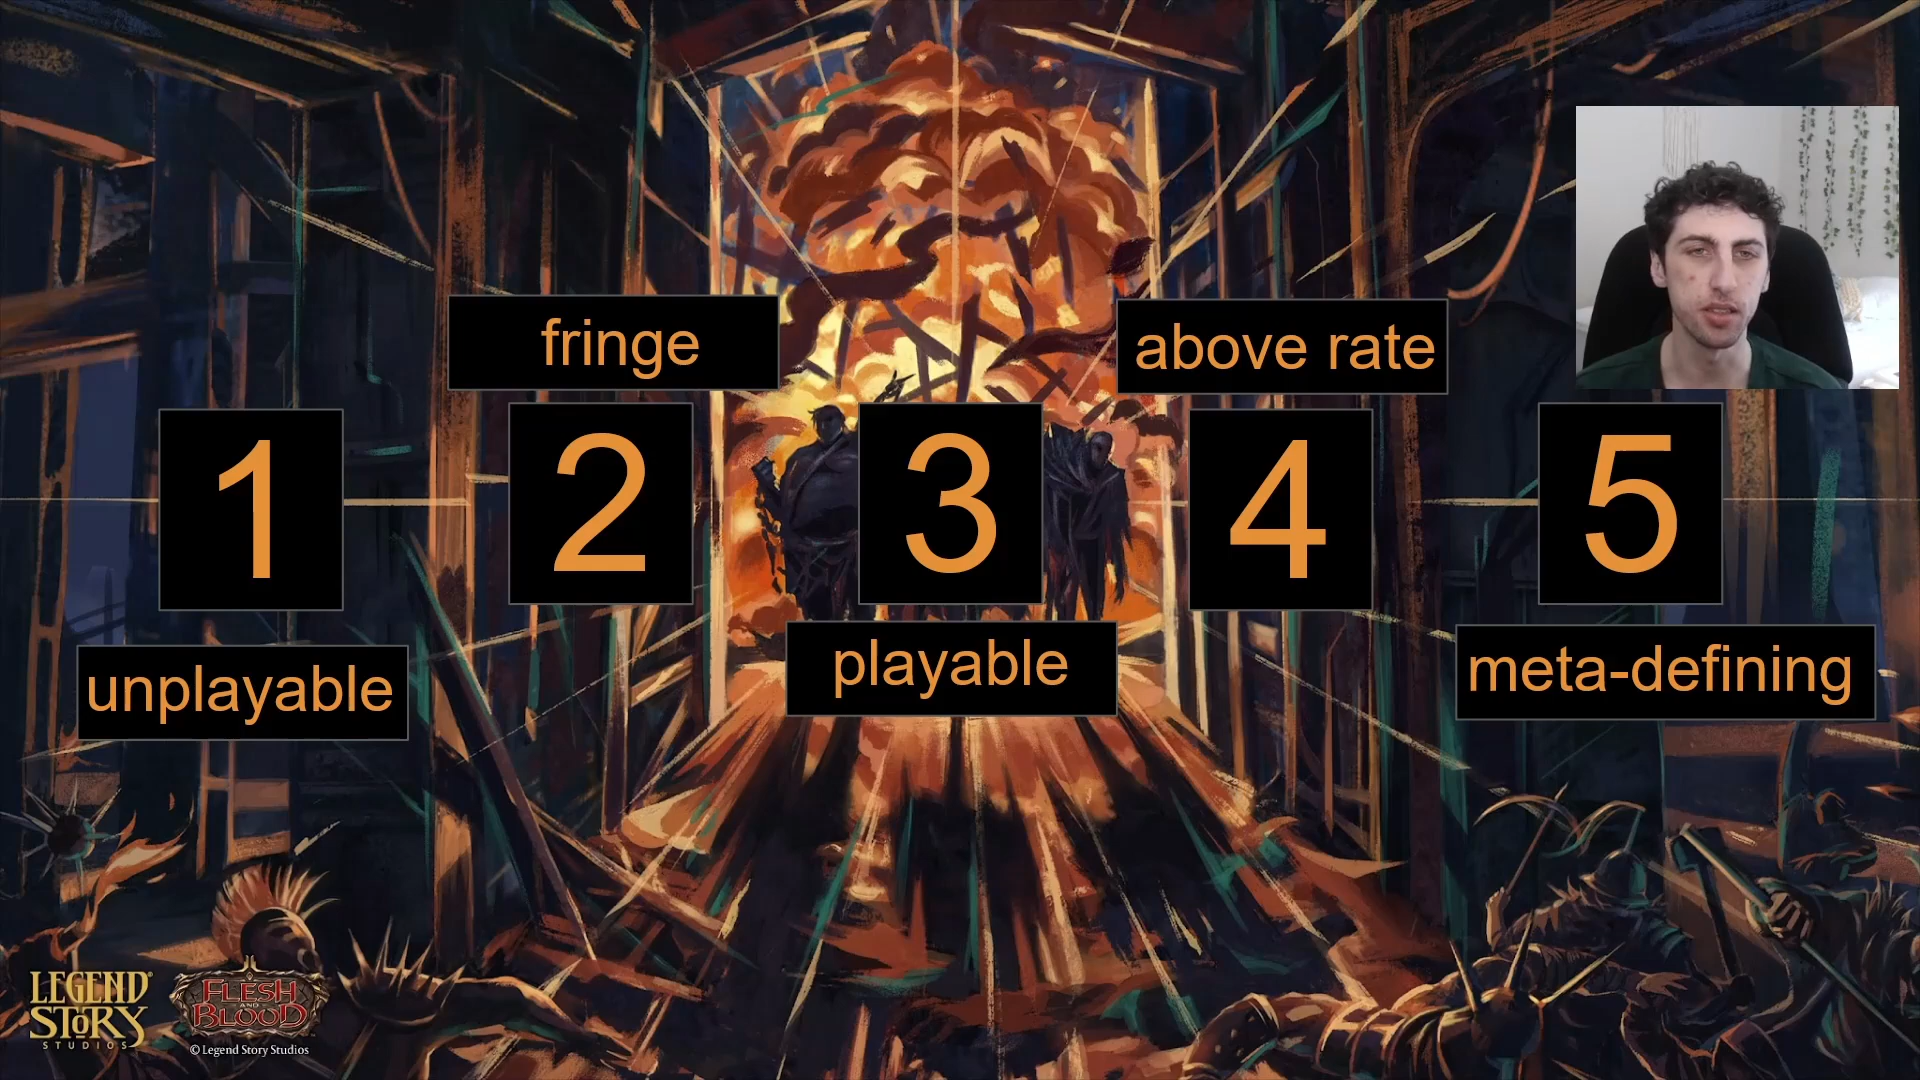 fringe
above rate
1
2
3
4
5
unplayable
playable
meta-defining
LEGEND
STORY
STUDIOS
FLESH
AND
BLOOD
© Legend Story Studios